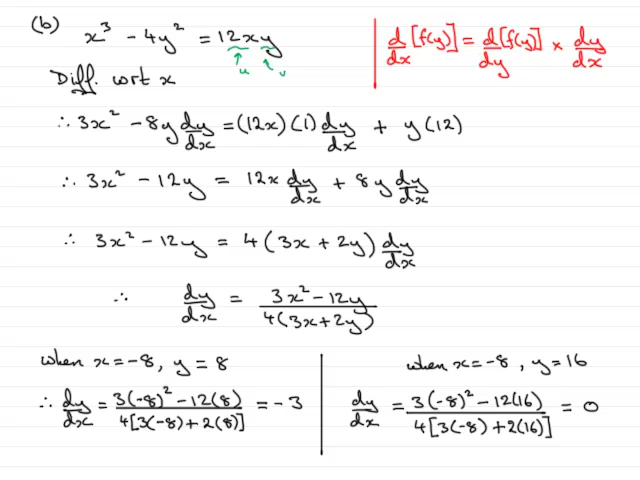 (b) x³ - 4y² = 12xy
u v
d/dx [f(y)] = d/dy [f(y)] × dy/dx
Diff. wrt x
∴ 3x² - 8y dy/dx = (12x)(1) dy/dx + y(12)
∴ 3x² - 12y = 12x dy/dx + 8y dy/dx
∴ 3x² - 12y = 4(3x + 2y) dy/dx
∴ dy/dx = (3x² - 12y)/(4(3x + 2y))
when x = -8, y = 8
∴ dy/dx = (3(-8)² - 12(8))/(4[3(-8) + 2(8)]) = -3
when x = -8, y = 16
dy/dx = (3(-8)² - 12(16))/(4[3(-8) + 2(16)]) = 0